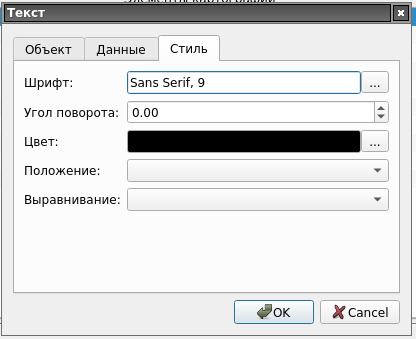 Текст
Объект Данные Стиль
Шрифт: Sans Serif, 9 ...
Угол поворота: 0.00
Цвет: ...
Положение:
Выравнивание:
OK Cancel